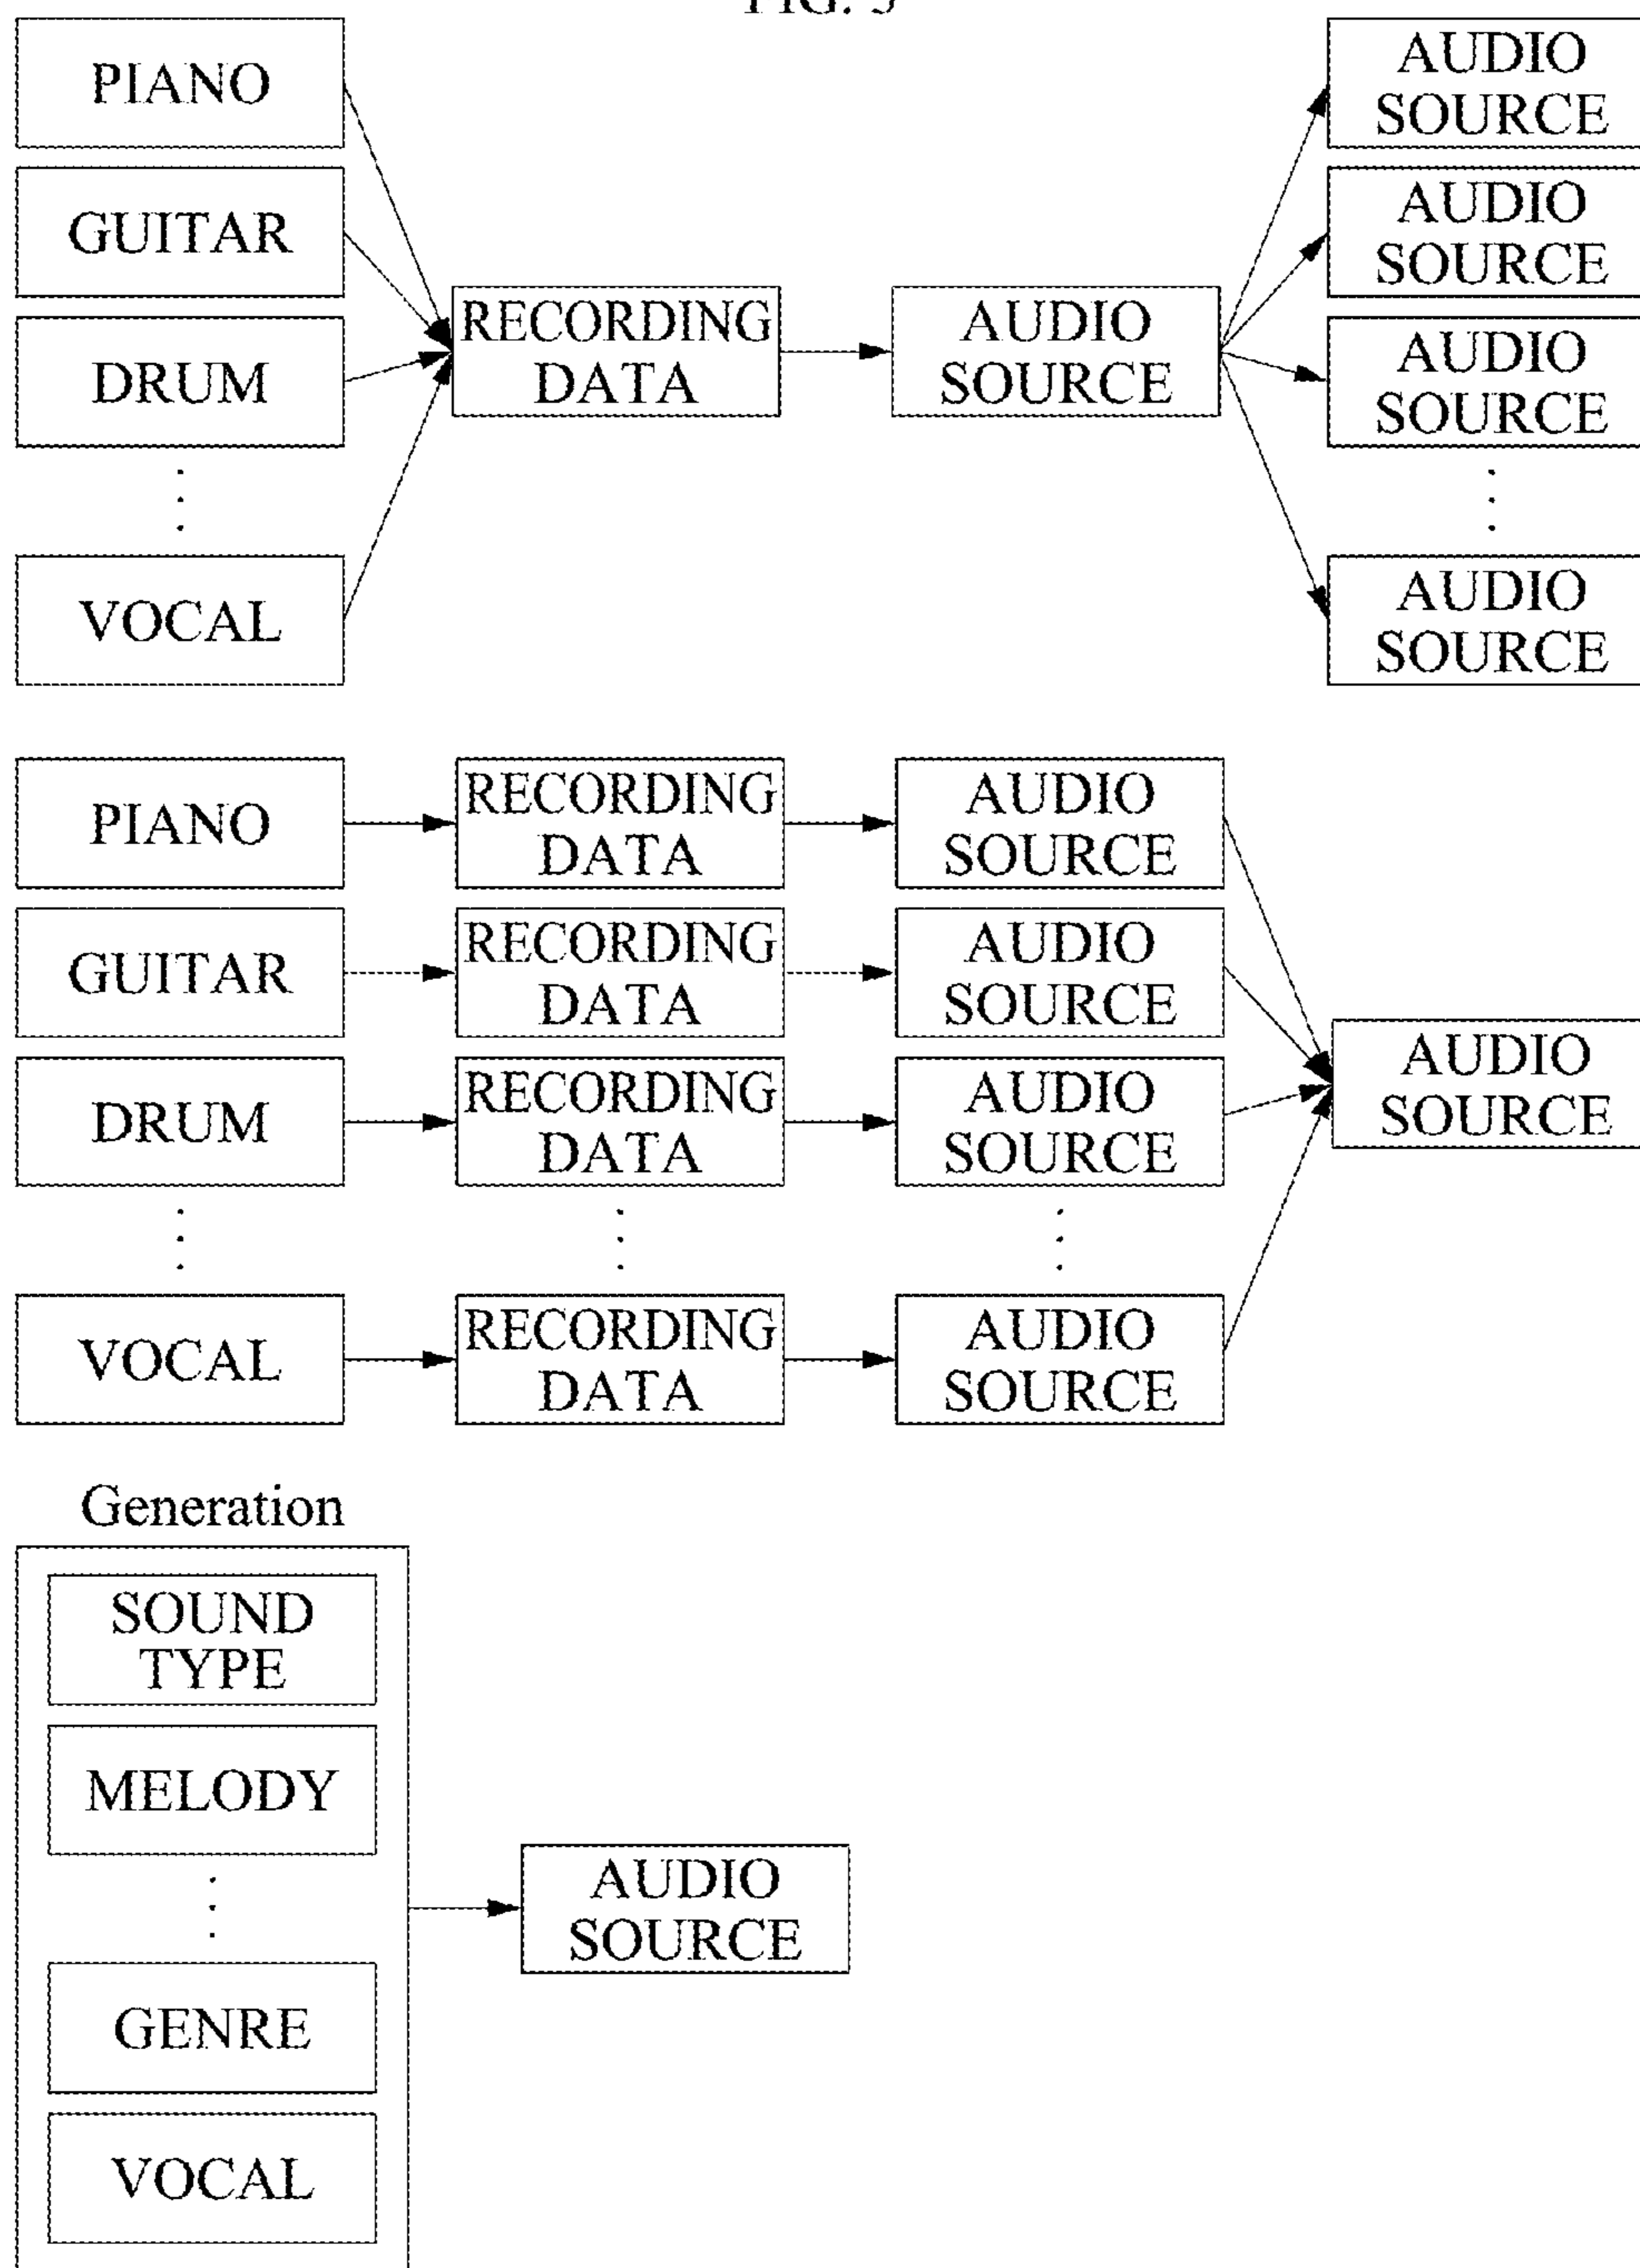 FIG.
PIANO
GUITAR
DRUM
VOCAL
RECORDING
DATA
AUDIO
SOURCE
AUDIO
SOURCE
AUDIO
SOURCE
AUDIO
SOURCE
AUDIO
SOURCE
PIANO
RECORDING
DATA
AUDIO
SOURCE
GUITAR
RECORDING
DATA
AUDIO
SOURCE
DRUM
RECORDING
DATA
AUDIO
SOURCE
VOCAL
RECORDING
DATA
AUDIO
SOURCE
AUDIO
SOURCE
Generation
SOUND
TYPE
MELODY
GENRE
VOCAL
AUDIO
SOURCE